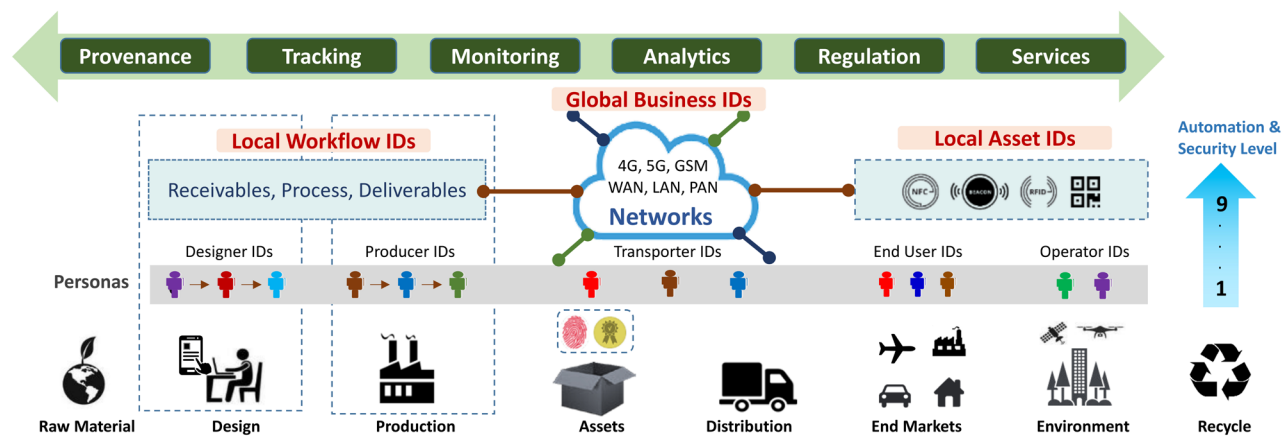 Provenance
Tracking
Monitoring
Analytics
Regulation
Services
Global Business IDs
Local Workflow IDs
Local Asset IDs
Automation &
Security Level
4G, 5G, GSM
WAN, LAN, PAN
Networks
Receivables, Process, Deliverables
NFC
BEACON
RFID
9
.
.
.
1
Designer IDs
Producer IDs
Transporter IDs
End User IDs
Operator IDs
Personas
Raw Material
Design
Production
Assets
Distribution
End Markets
Environment
Recycle